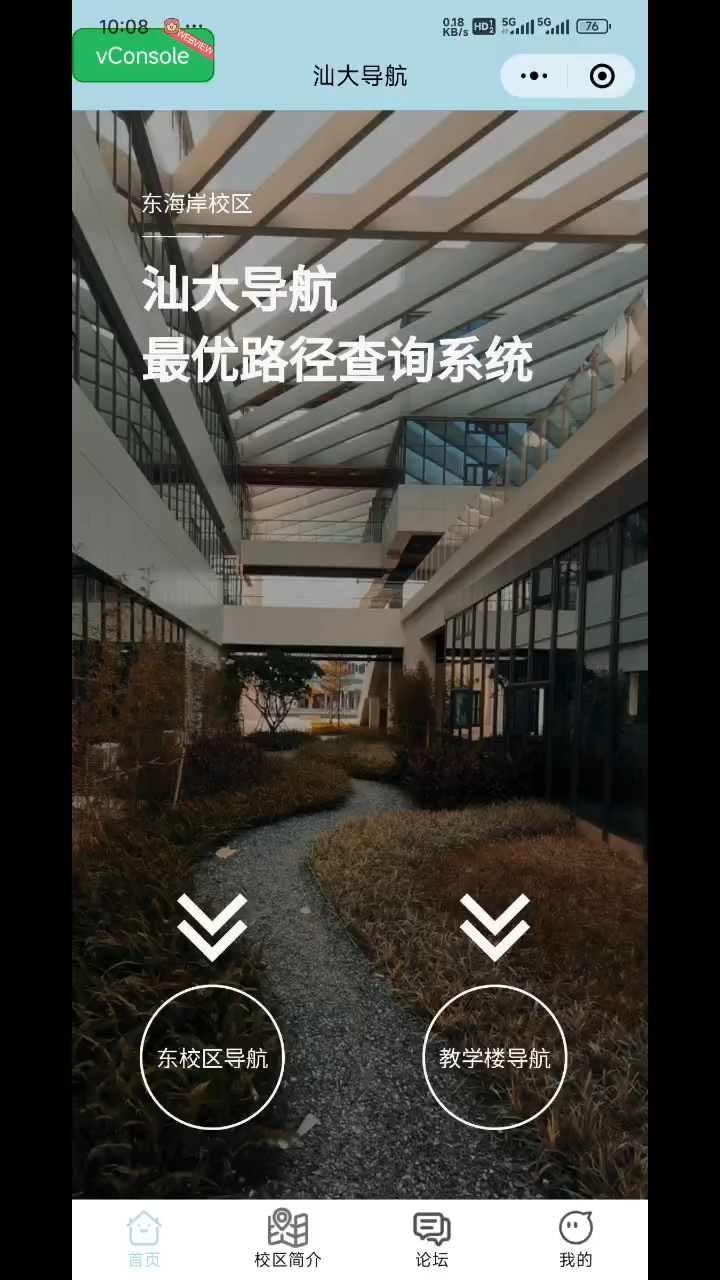 10:08
0.18
KB/s
HD 1 2
5G
5G
76
WEBVIEW
vConsole
汕大导航
东海岸校区
汕大导航
最优路径查询系统
东校区导航
教学楼导航
首页
校区简介
论坛
我的